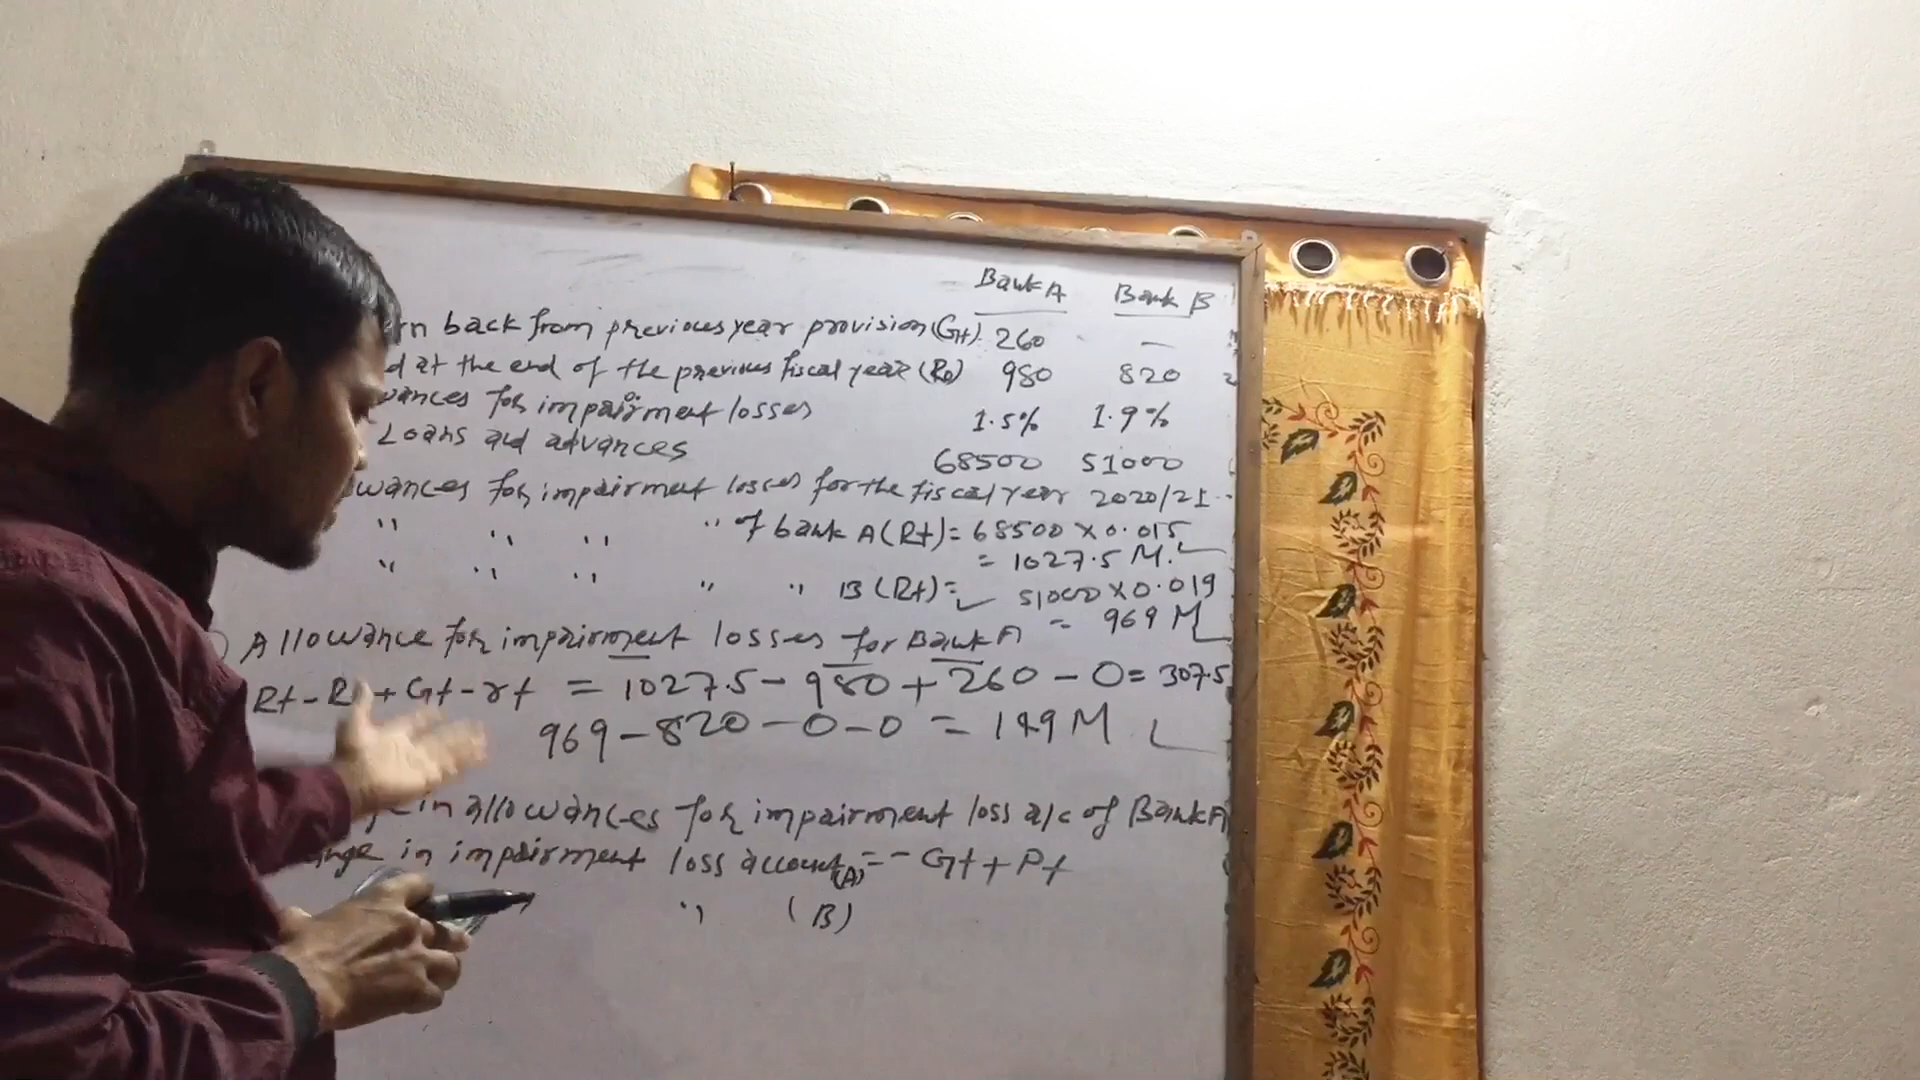 Bank A Bank B
rn back from previous year provision (Gt) 260 —
d at the end of the previous fiscal year (Ro) 980 820
wances for impairment losses 1.5% 1.9%
Loans and advances 68500 51000
wances for impairment losses for the fiscal year 2020/21
" " " " of bank A (Rt) = 68500 × 0.015
= 1027.5 M.
" " " " " B (Rt) = 51000 × 0.019
= 969 M
) Allowance for impairment losses for Bank A
Rt - R + Gt - rt = 1027.5 - 980 + 260 - 0 = 307.5
969 - 820 - 0 - 0 = 149 M
in allowances for impairment loss a/c of Bank A
ange in impairment loss account (A) = - Gt + Pt
" (B)